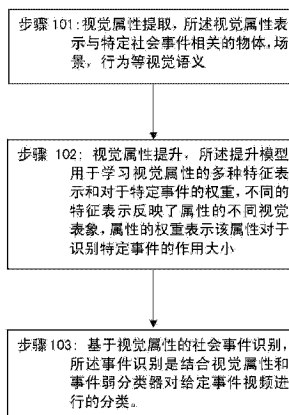 步骤 101:视觉属性提取，所述视觉属性表
示与特定社会事件相关的物体,场
景，行为等视觉语义
步骤 102：视觉属性提升，所述提升模型
用于学习视觉属性的多种特征表
示和对于特定事件的权重，不同的
特征表示反映了属性的不同视觉
表象，属性的权重表示该属性对于
识别特定事件的作用大小
步骤103：基于视觉属性的社会事件识别，
所述事件识别是结合视觉属性和
事件弱分类器对给定事件视频进
行的分类。